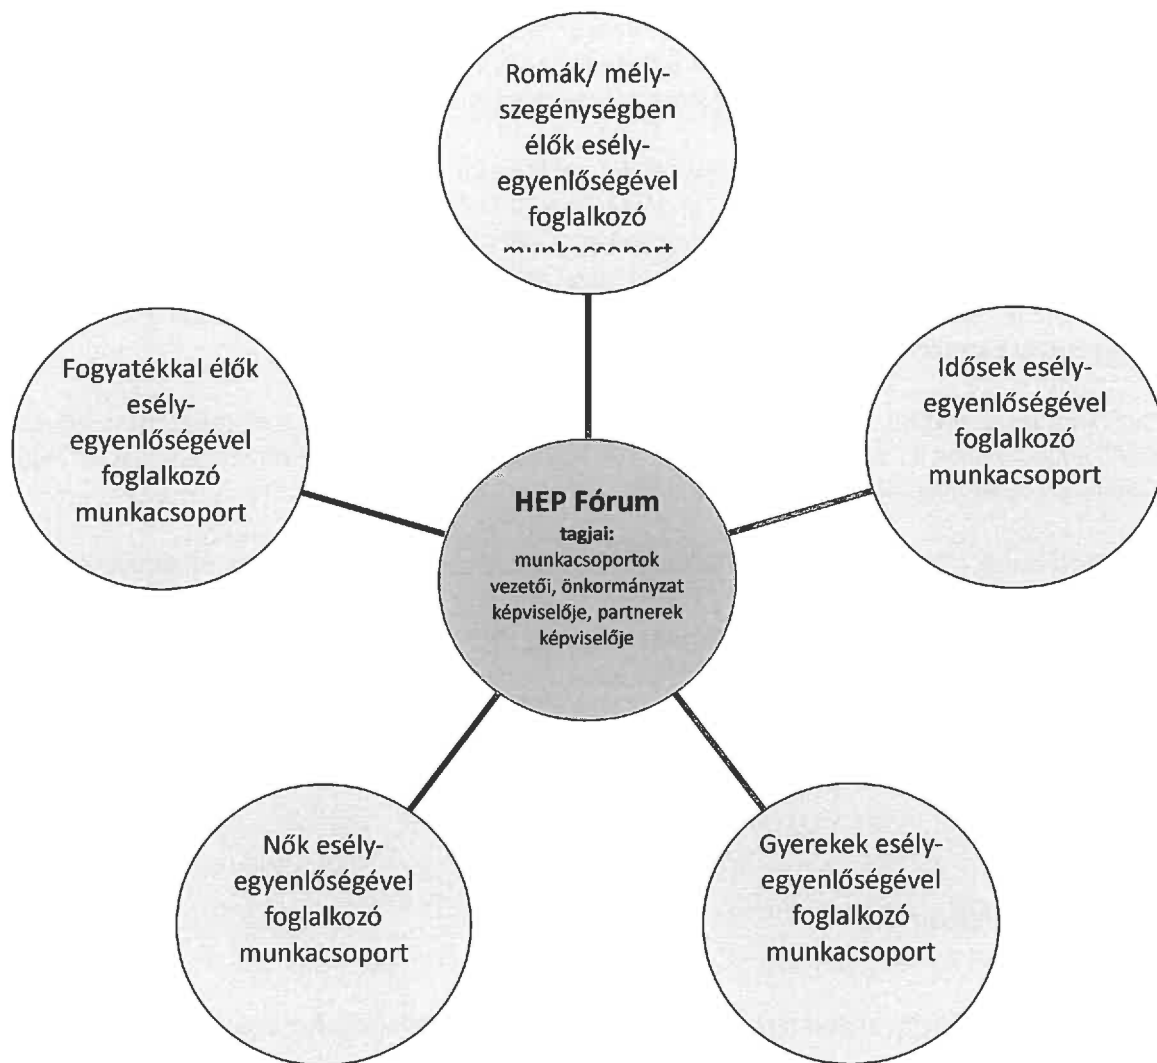 Romák/ mély-
szegénységben
élők esély-
egyenlőségével
foglalkozó
munkacsoport
Fogyatékkal élők
esély-
egyenlőségével
foglalkozó
munkacsoport
Idősek esély-
egyenlőségével
foglalkozó
munkacsoport
HEP Fórum
tagjai:
munkacsoportok
vezetői, önkormányzat
képviselője, partnerek
képviselője
Nők esély-
egyenlőségével
foglalkozó
munkacsoport
Gyerekek esély-
egyenlőségével
foglalkozó
munkacsoport